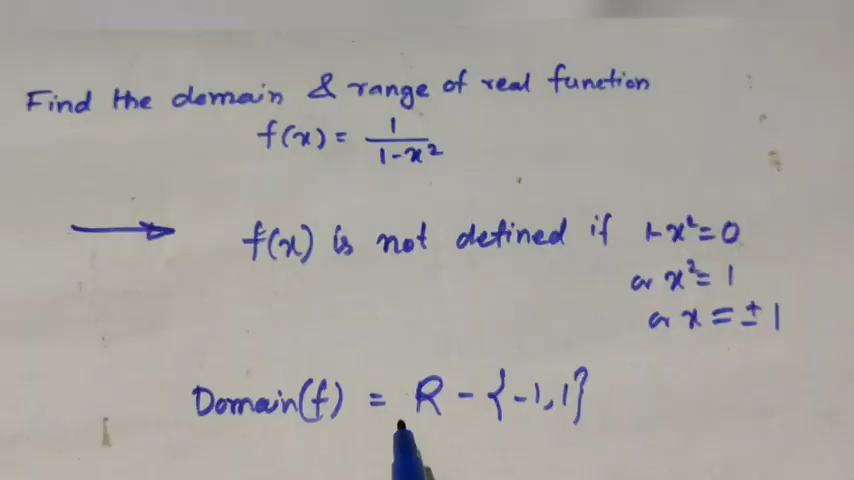 Find the domain & range of real function
f(x) = 1/(1-x²)
f(x) is not defined if 1-x²=0
or x²= 1
or x = ± 1
Domain(f) = R - {-1,1}